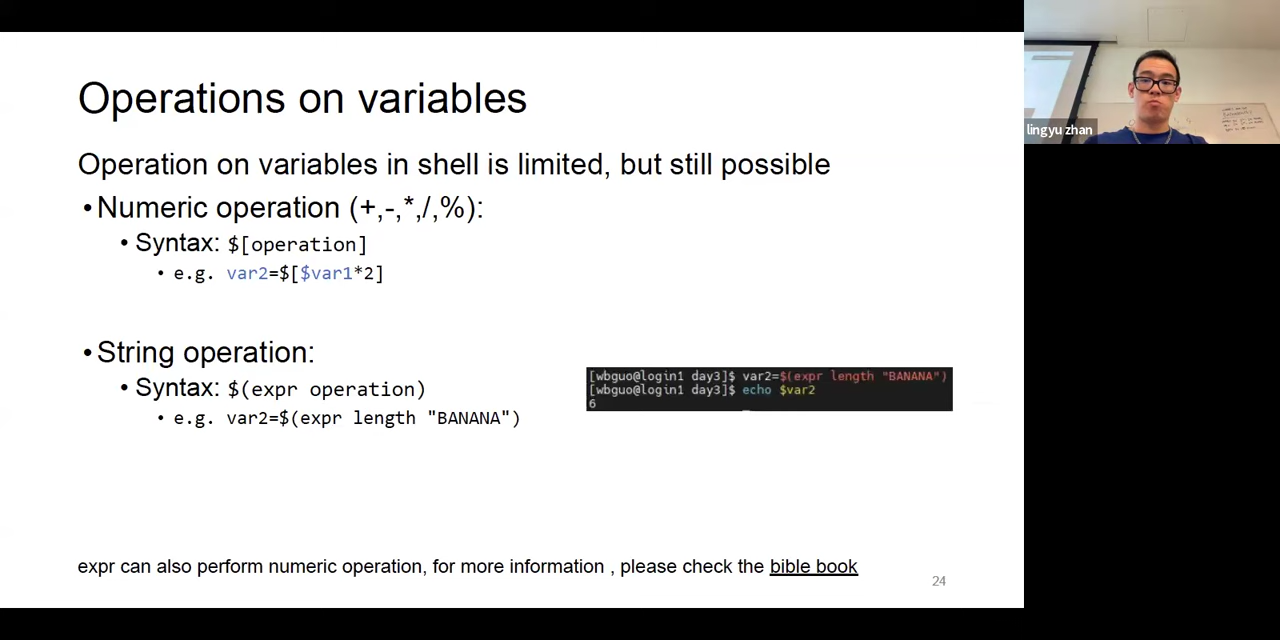 Operations on variables
Operation on variables in shell is limited, but still possible
•Numeric operation (+,-,*,/,%):
• Syntax: $[operation]
• e.g. var2=$[$var1*2]
•String operation:
• Syntax: $(expr operation)
• e.g. var2=$(expr length "BANANA")
[wbguo@login1 day3]$ var2=$(expr length "BANANA")
[wbguo@login1 day3]$ echo $var2
6
expr can also perform numeric operation, for more information , please check the bible book
24
lingyu zhan